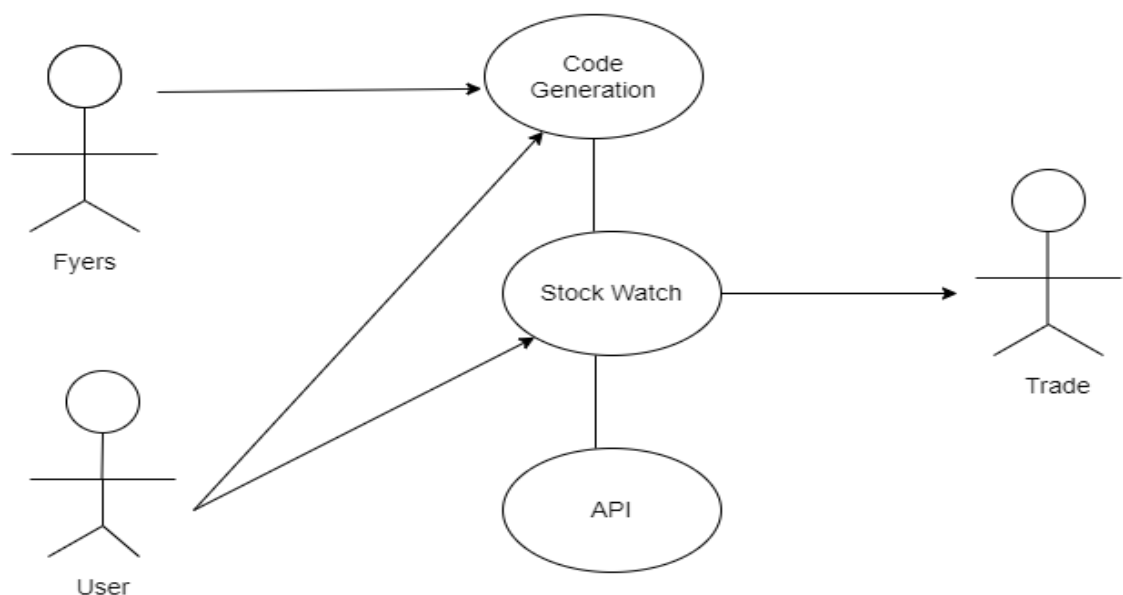 Code
Generation
Fyers
Stock Watch
Trade
API
User